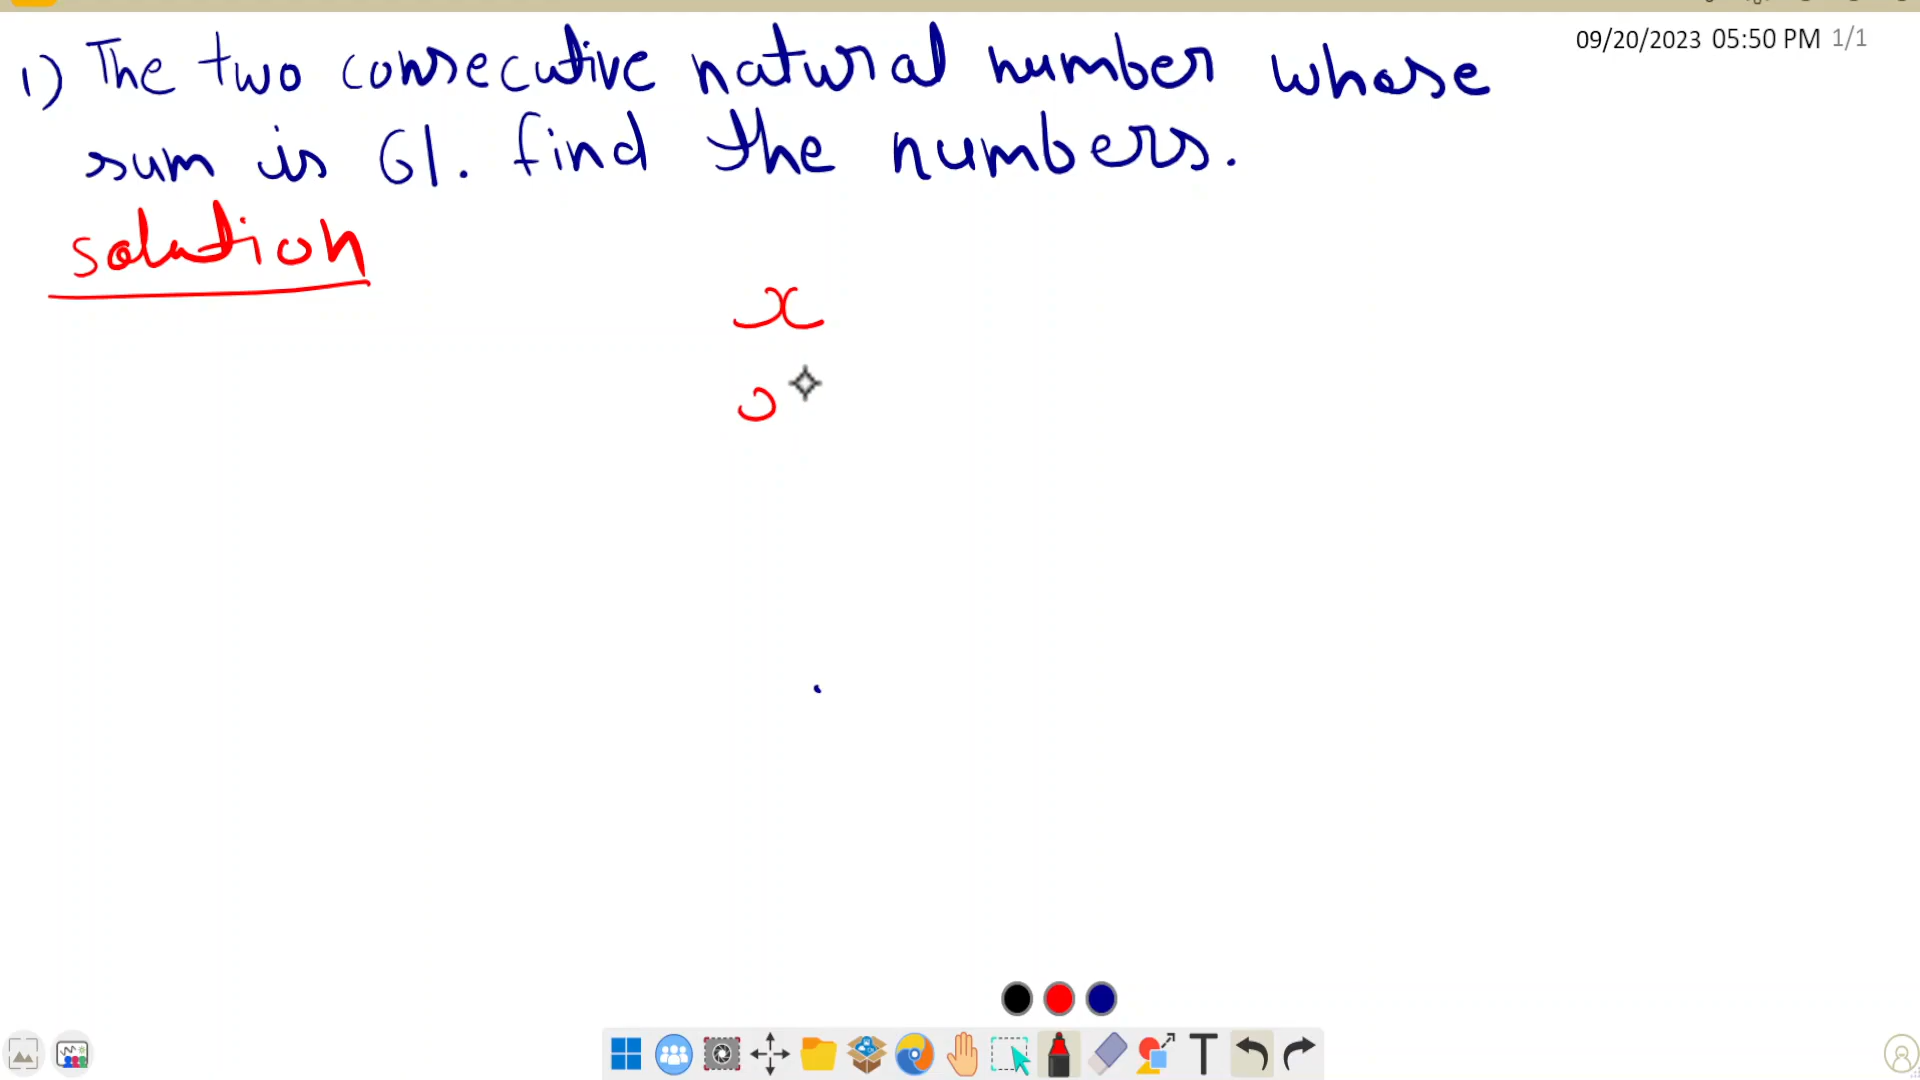 09/20/2023 05:50 PM 1/1
1) The two consecutive natural number whose
sum is 61. find the numbers.
solution
x